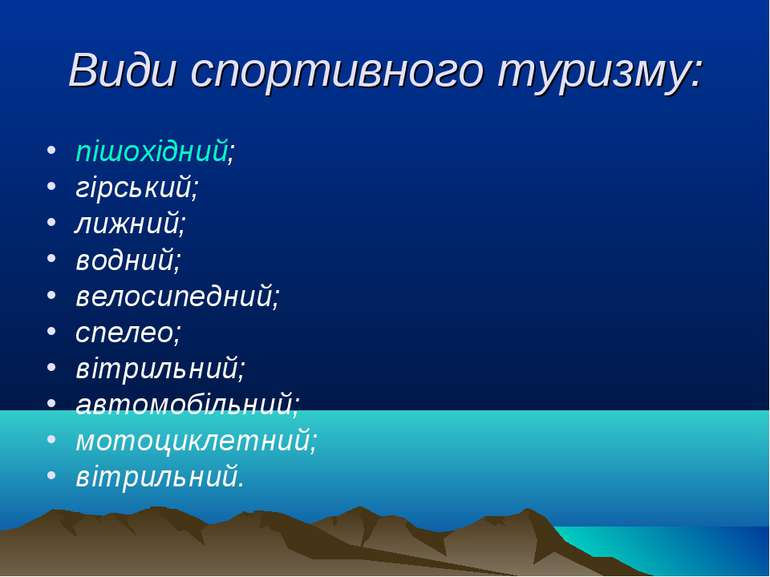 Види спортивного туризму:
• пішохідний;
• гірський;
• лижний;
• водний;
• велосипедний;
• спелео;
• вітрильний;
• автомобільний;
• мотоциклетний;
• вітрильний.